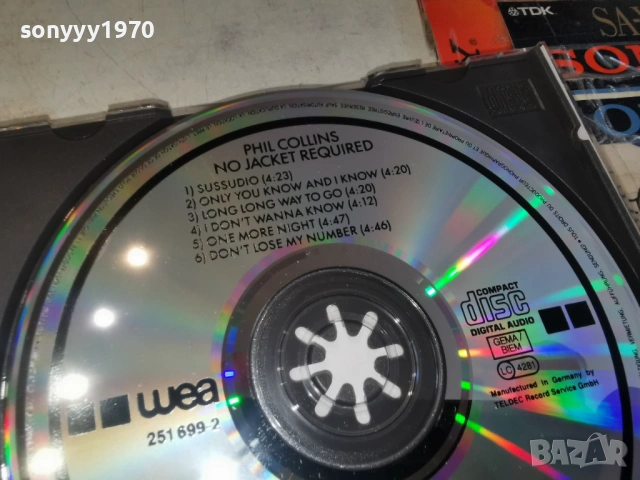 sonyyy1970
TDK
PHIL COLLINS
NO JACKET REQUIRED
1) SUSSUDIO (4:23)
2) ONLY YOU KNOW AND I KNOW (4:20)
3) LONG LONG WAY TO GO (4:20)
4) I DON'T WANNA KNOW (4:12)
5) ONE MORE NIGHT (4:47)
6) DON'T LOSE MY NUMBER (4:46)
COMPACT
disc
DIGITAL AUDIO
GEMA/
BIEM
LC 4281
Manufactured in Germany by
TELDEC Record Service GmbH
wea
251 699-2
BAZAR